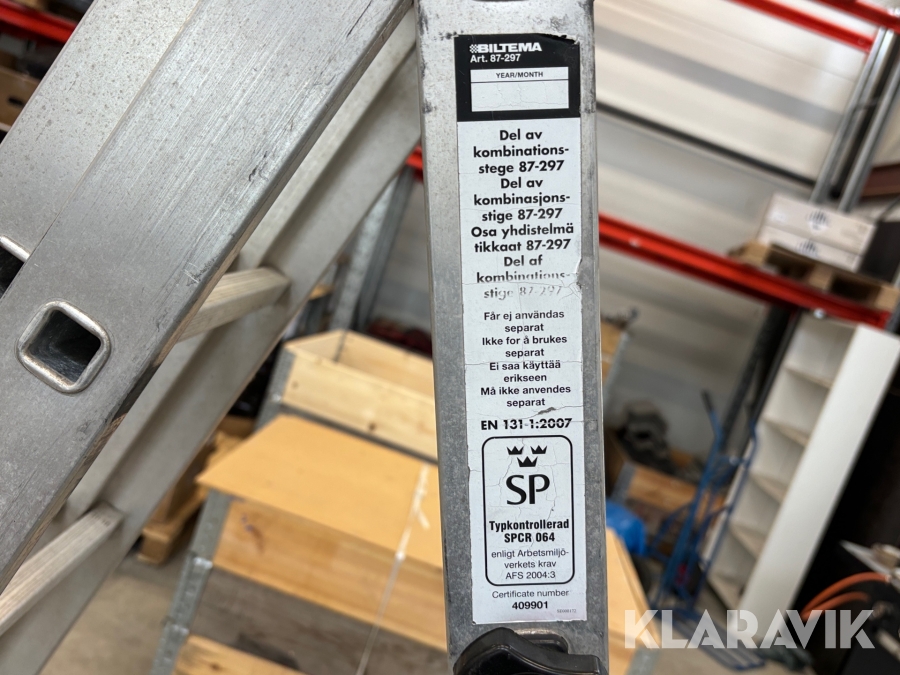 BILTEMA
Art. 87-297
YEAR/MONTH
Del av
kombinations-
stege 87-297
Del av
kombinasjons-
stige 87-297
Osa yhdistelmä
tikkaat 87-297
Del af
kombinations-
stige 87-297
Får ej användas
separat
Ikke for å brukes
separat
Ei saa käyttää
erikseen
Må ikke anvendes
separat
EN 131-1:2007
SP
Typkontrollerad
SPCR 064
enligt Arbetsmiljö-
verkets krav
AFS 2004:3
Certificate number
409901
KLARAVIK